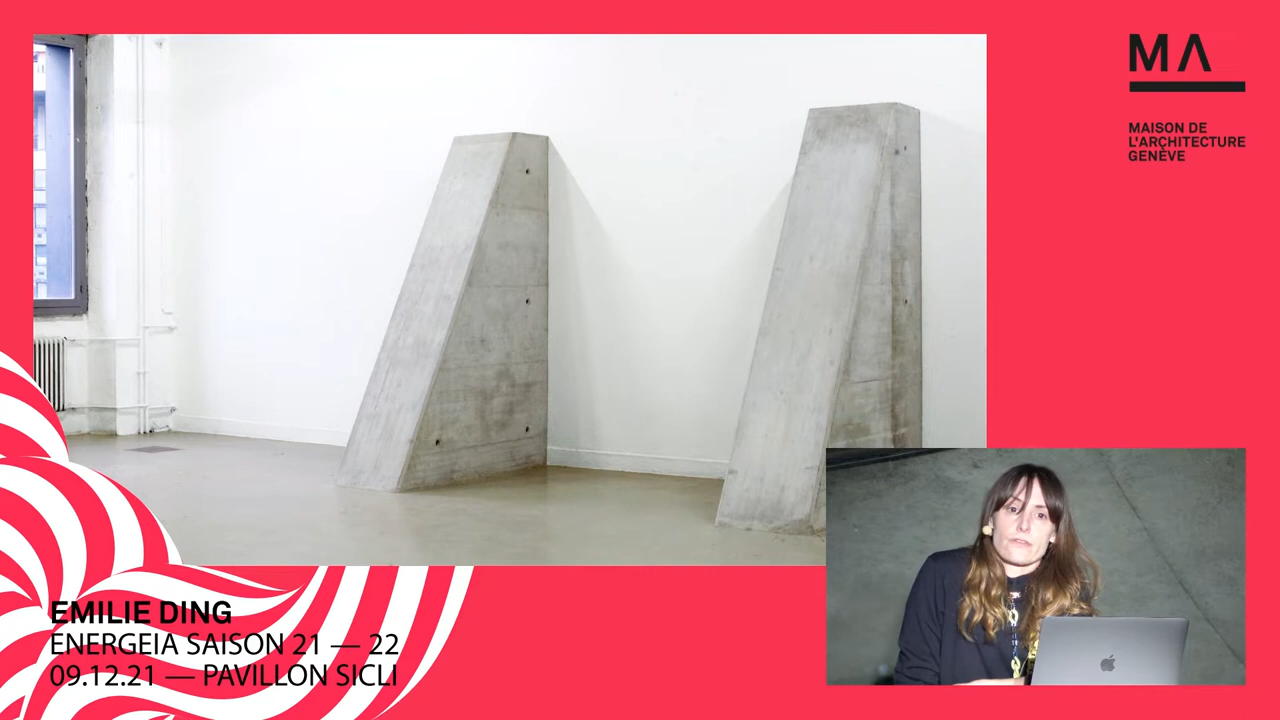 MA
MAISON DE
L'ARCHITECTURE
GENÈVE
EMILIE DING
ENERGEIA SAISON 21 — 22
09.12.21 — PAVILLON SICLI